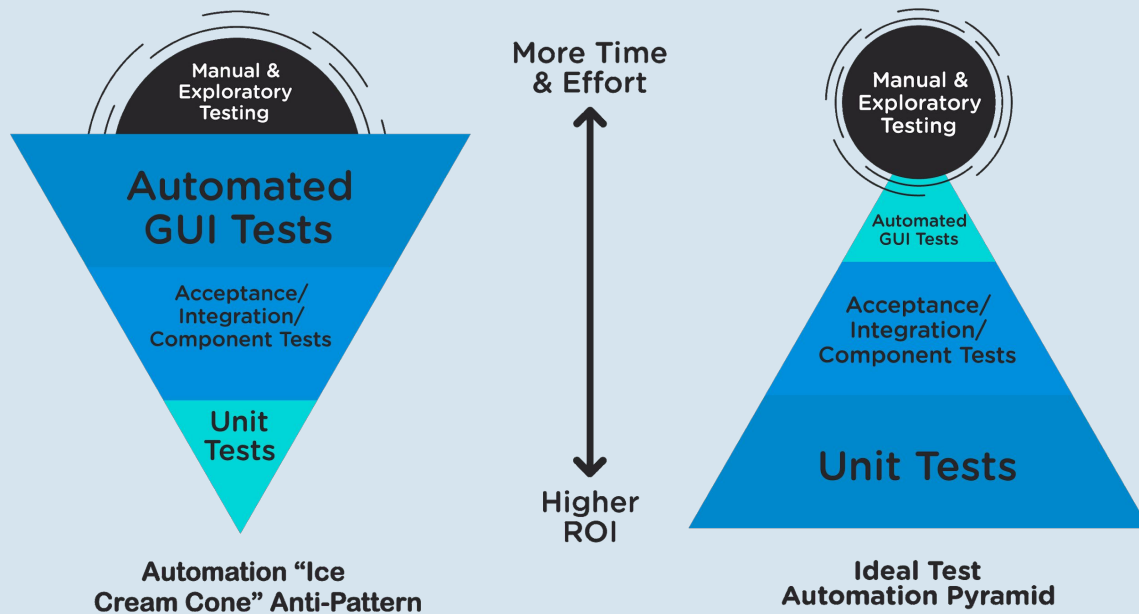 Manual &
Exploratory
Testing
Automated
GUI Tests
Acceptance/
Integration/
Component Tests
Unit
Tests
Automation “Ice
Cream Cone” Anti-Pattern
More Time
& Effort
Higher
ROI
Manual &
Exploratory
Testing
Automated
GUI Tests
Acceptance/
Integration/
Component Tests
Unit Tests
Ideal Test
Automation Pyramid